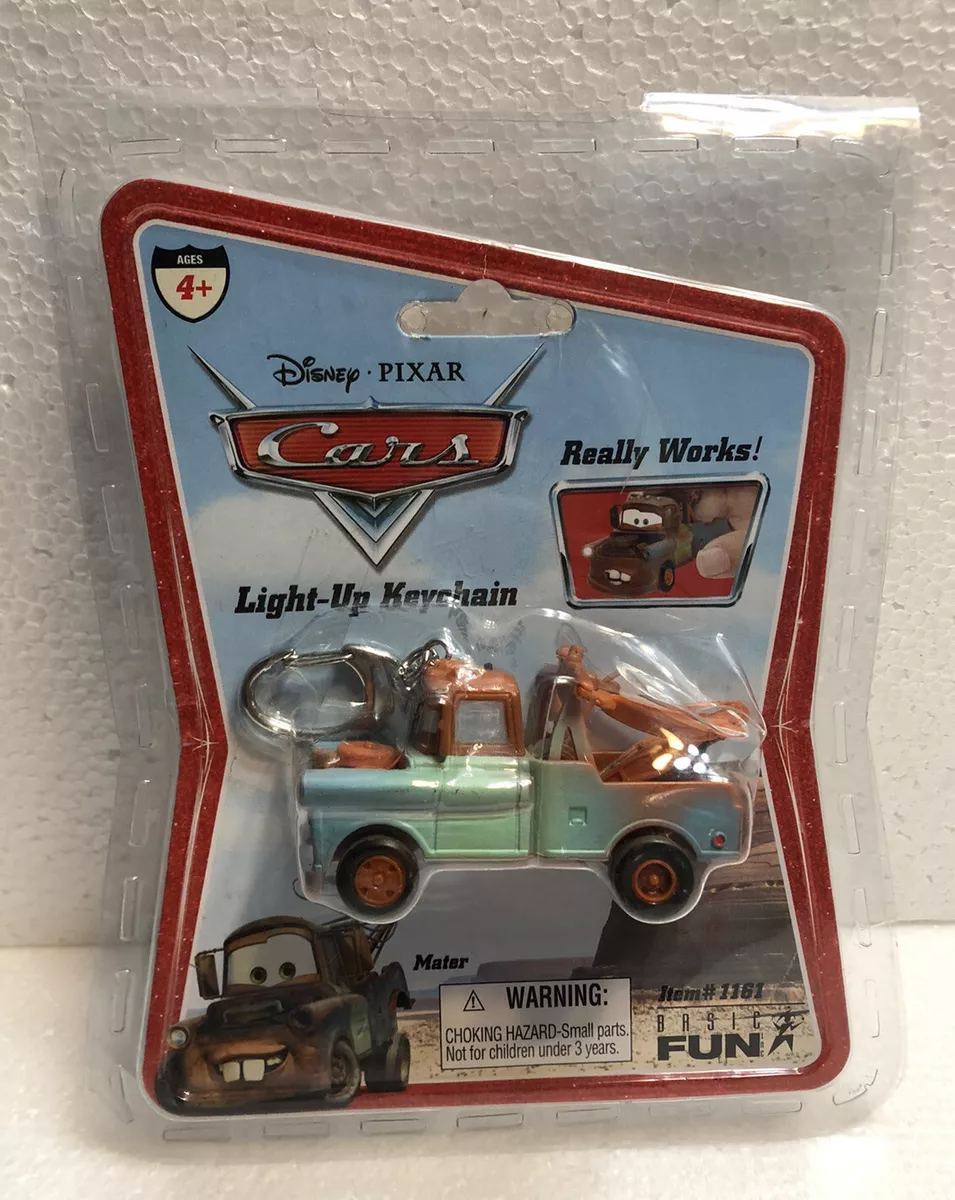 AGES
4+
Disney · PIXAR
Cars
Really Works!
Light-Up Keychain
Mater
WARNING:
CHOKING HAZARD-Small parts.
Not for children under 3 years.
Item# 1161
BASIC
FUN